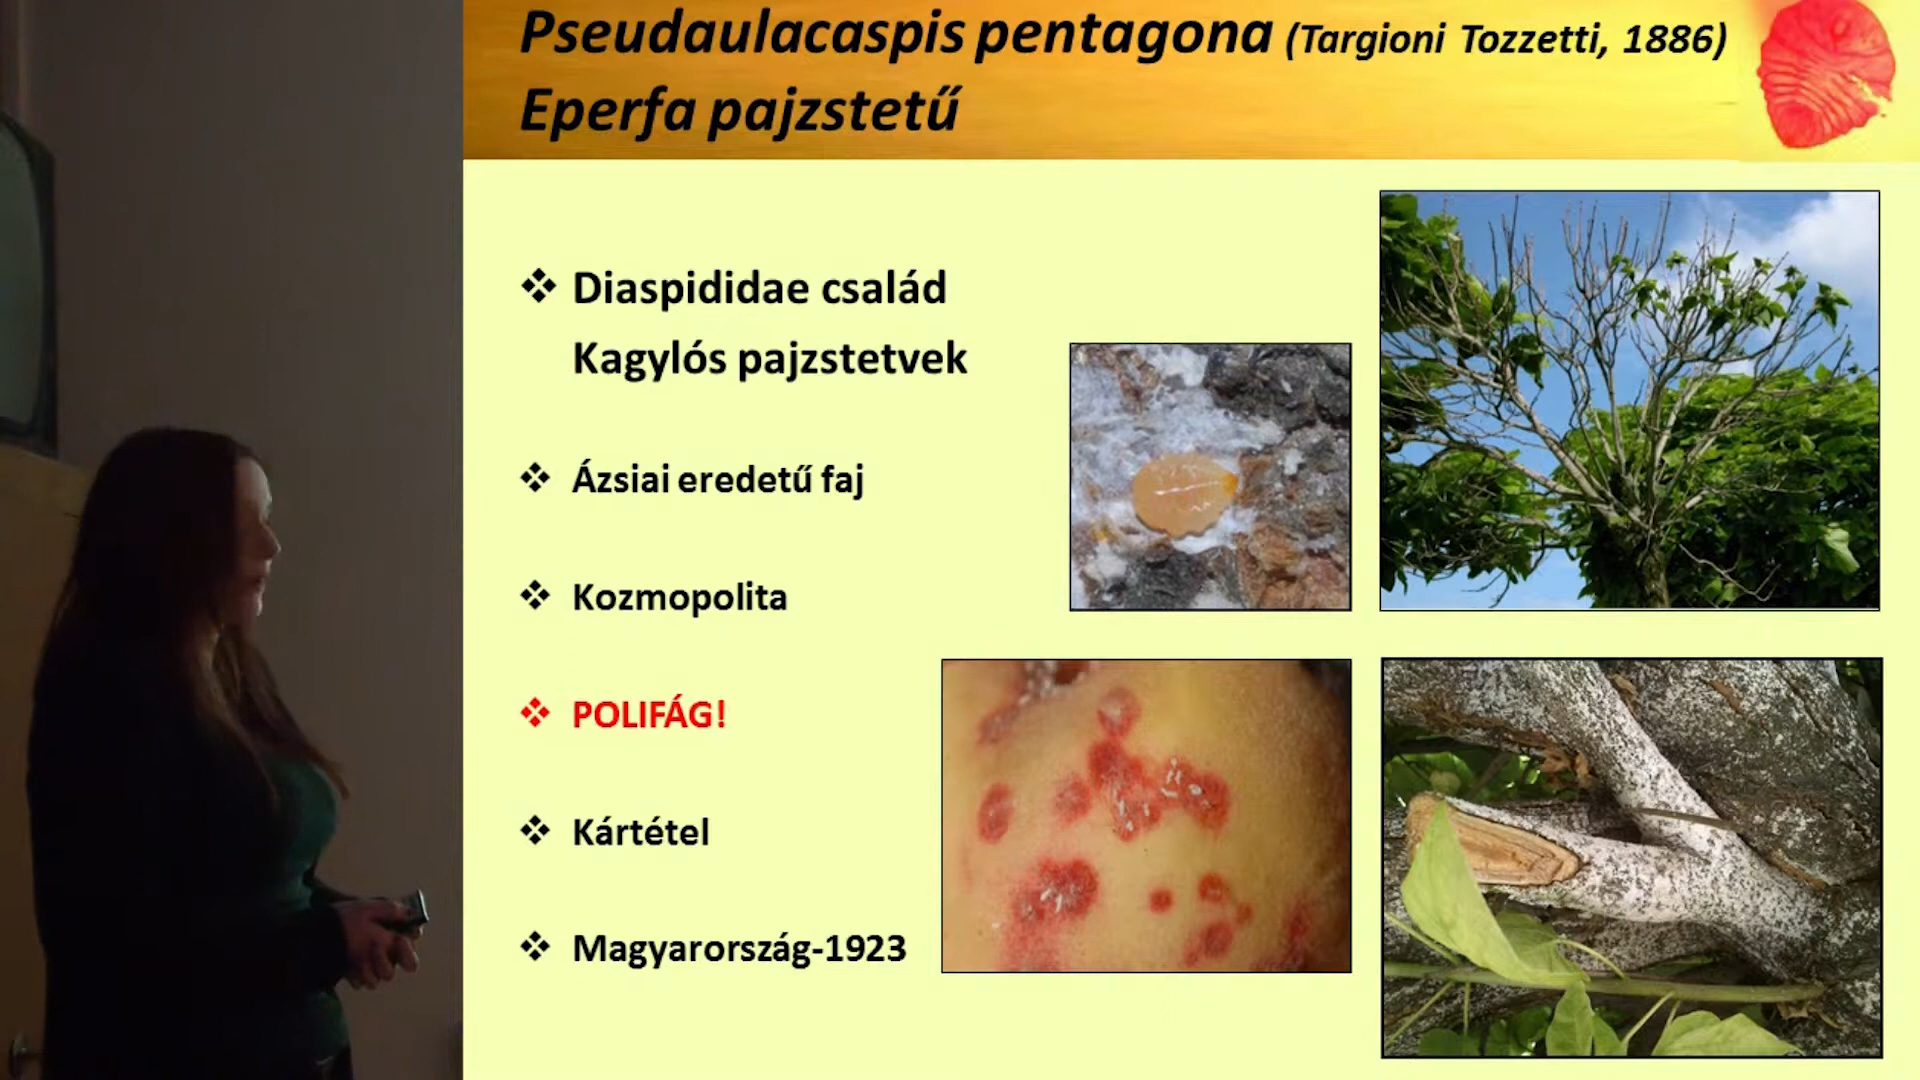 Pseudaulacaspis pentagona (Targioni Tozzetti, 1886)
Eperfa pajzstetű
Diaspididae család
Kagylós pajzstetvek
Ázsiai eredetű faj
Kozmopolita
POLIFÁG!
Kártétel
Magyarország-1923